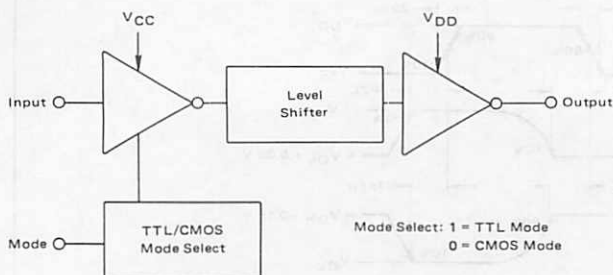 VCC
VDD
Input
Level
Shifter
Output
TTL/CMOS
Mode Select
Mode
Mode Select: 1 = TTL Mode
0 = CMOS Mode